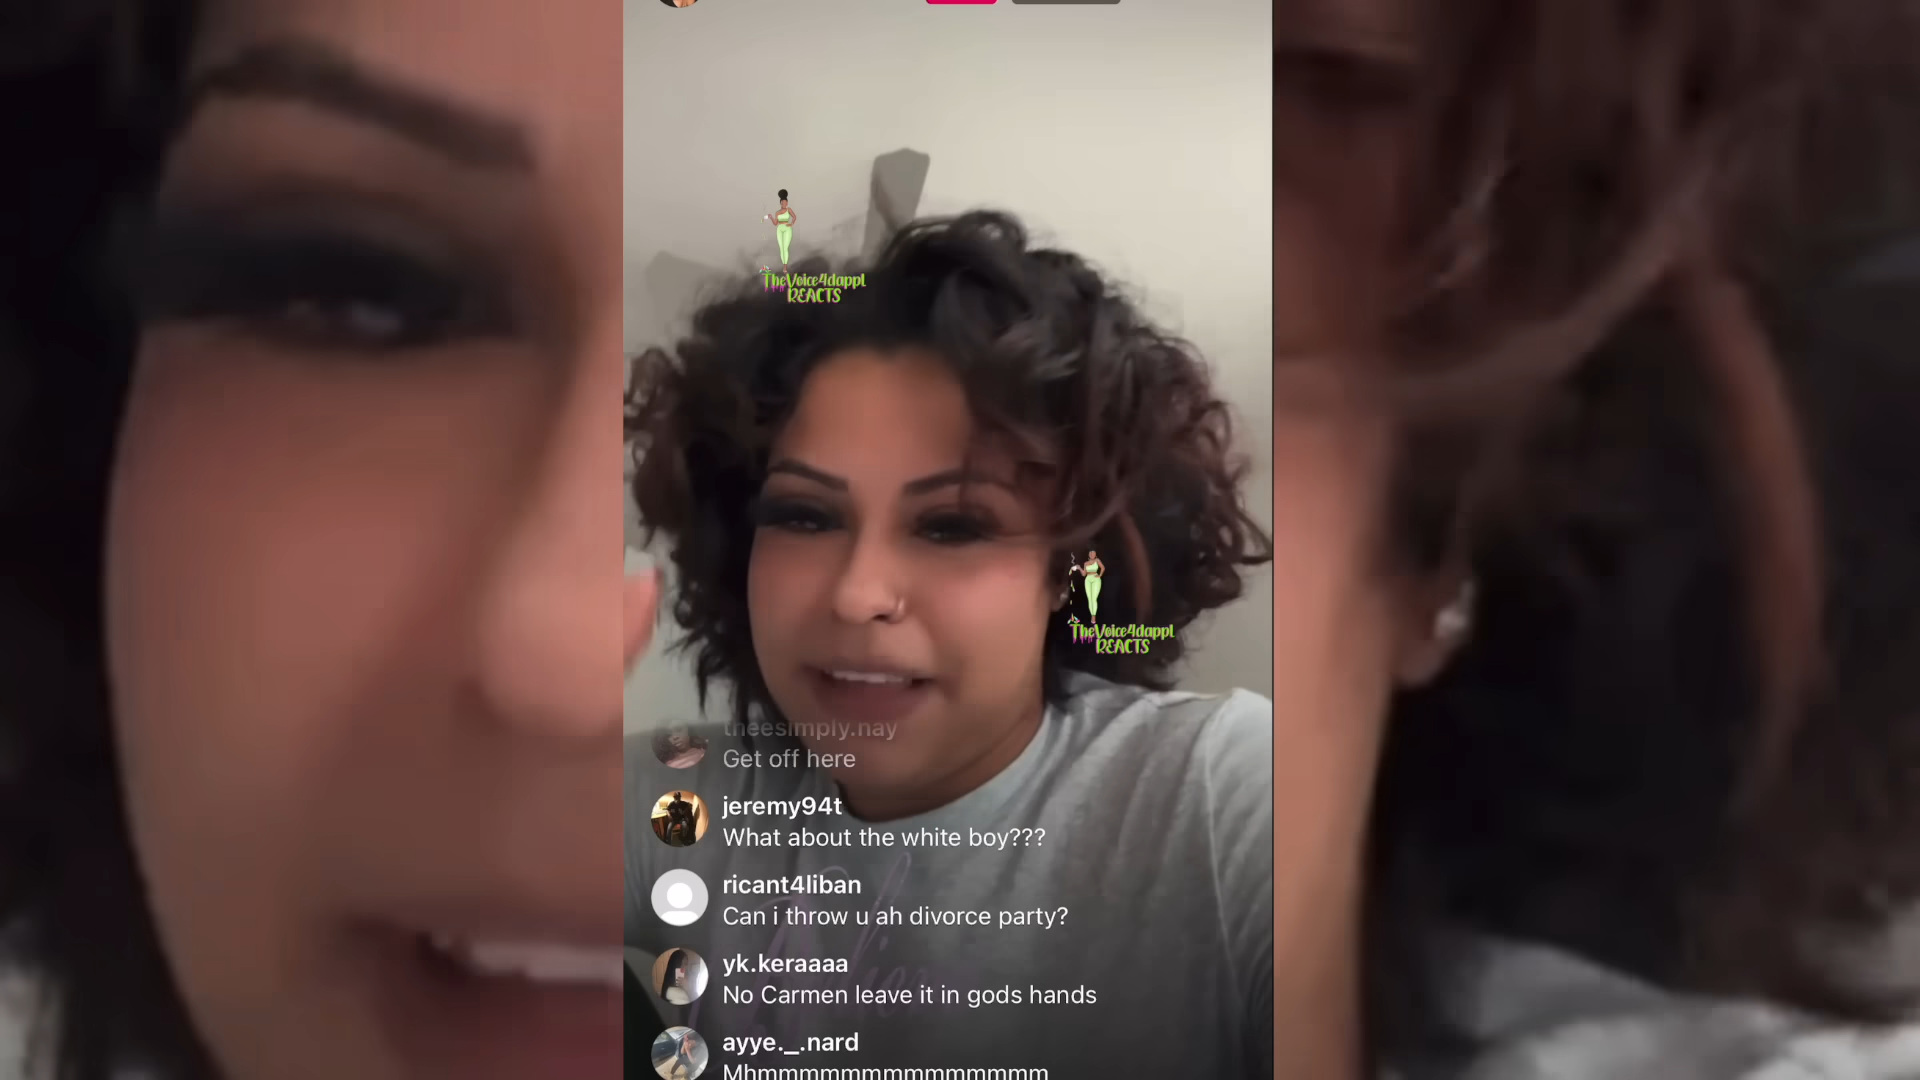 TheVoice4dappl
REACTS
TheVoice4dappl
REACTS
theesimply.nay
Get off here
jeremy94t
What about the white boy???
ricant4liban
Can i throw u ah divorce party?
yk.keraaaa
No Carmen leave it in gods hands
ayye._.nard
Mhmmmmmmmmmmmmmm